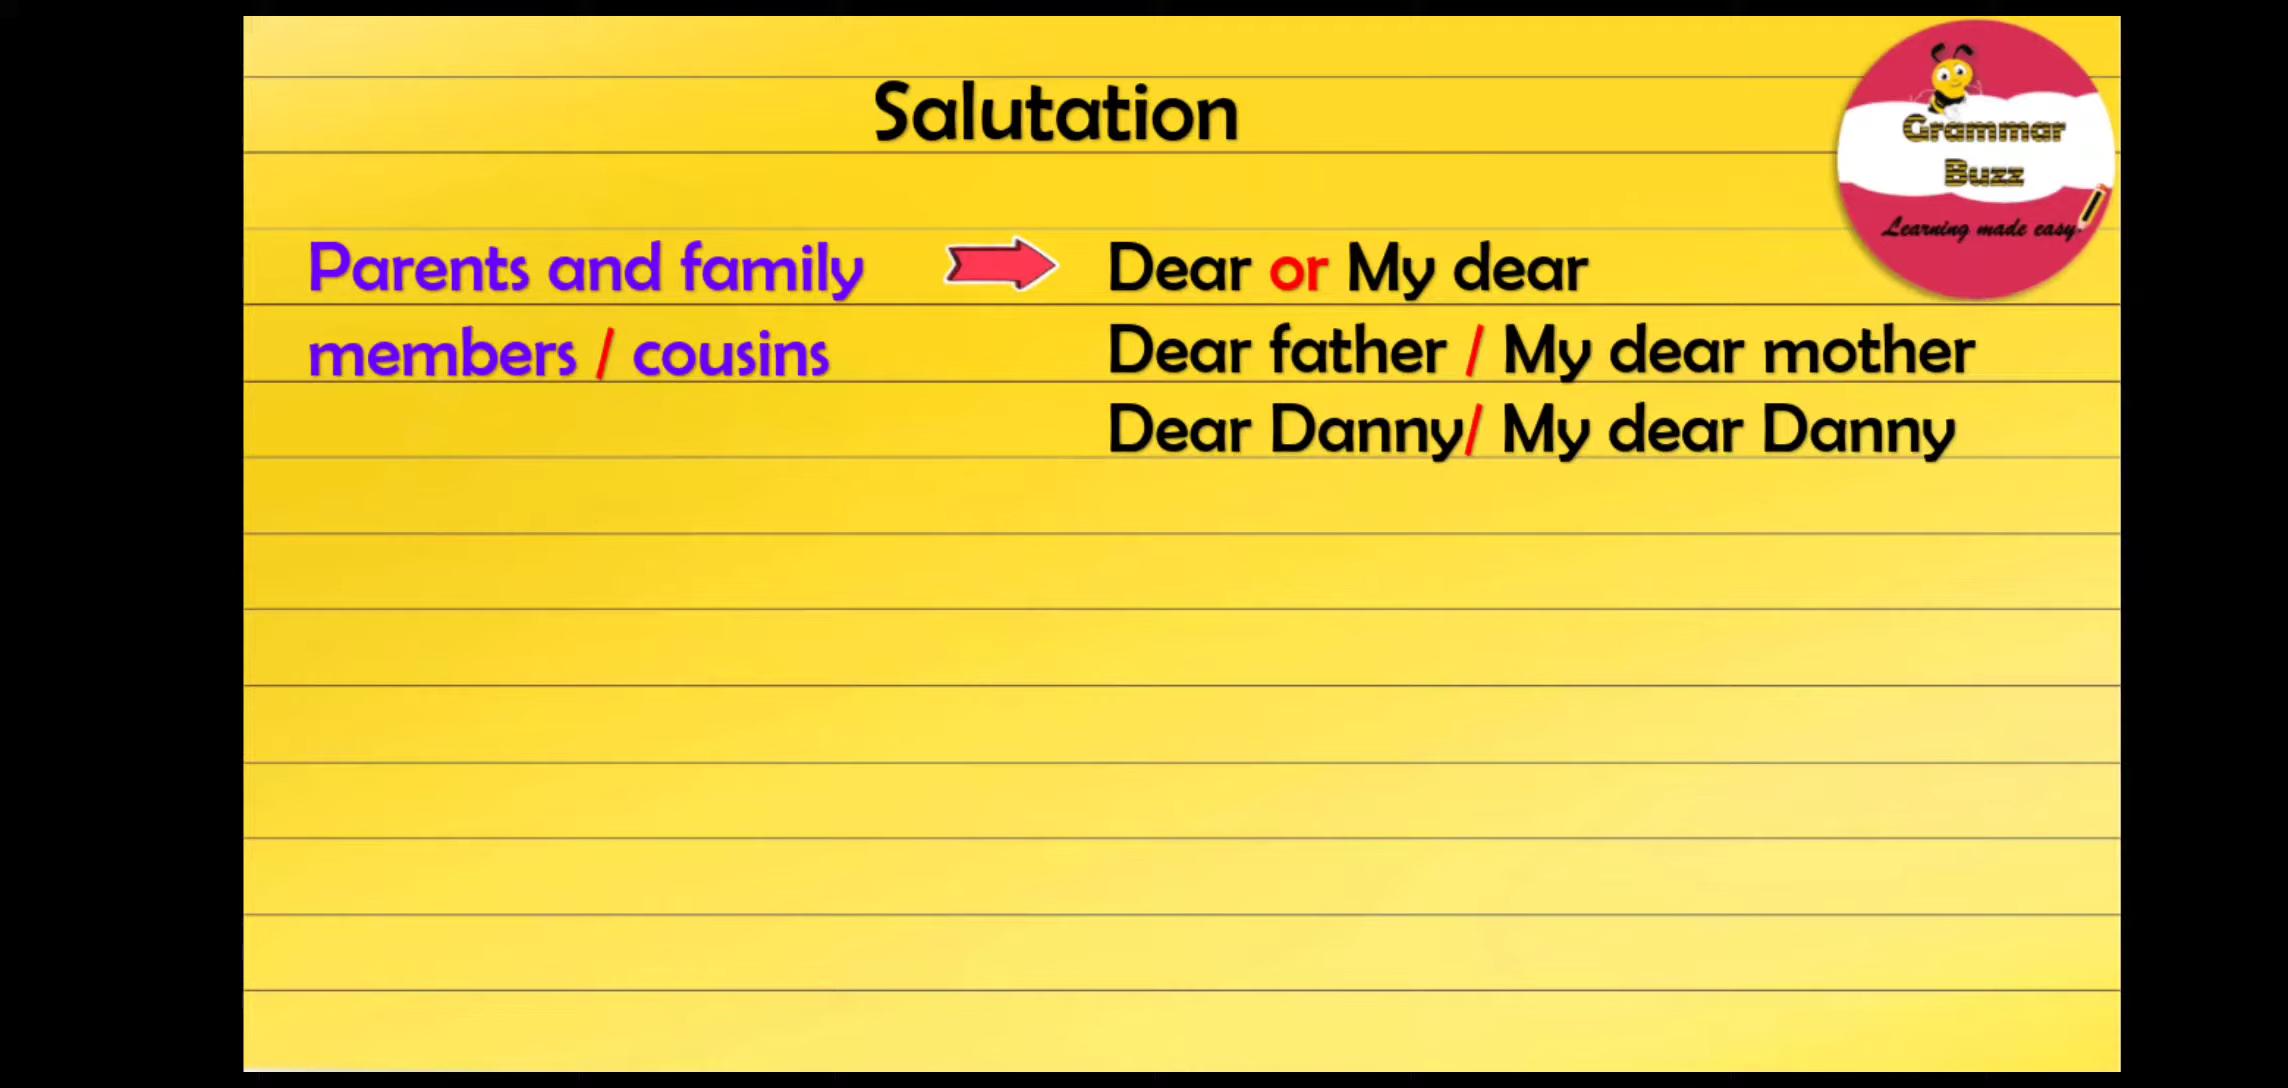 Salutation
Grammar
Buzz
Learning made easy
Parents and family
members / cousins
Dear or My dear
Dear father / My dear mother
Dear Danny/ My dear Danny